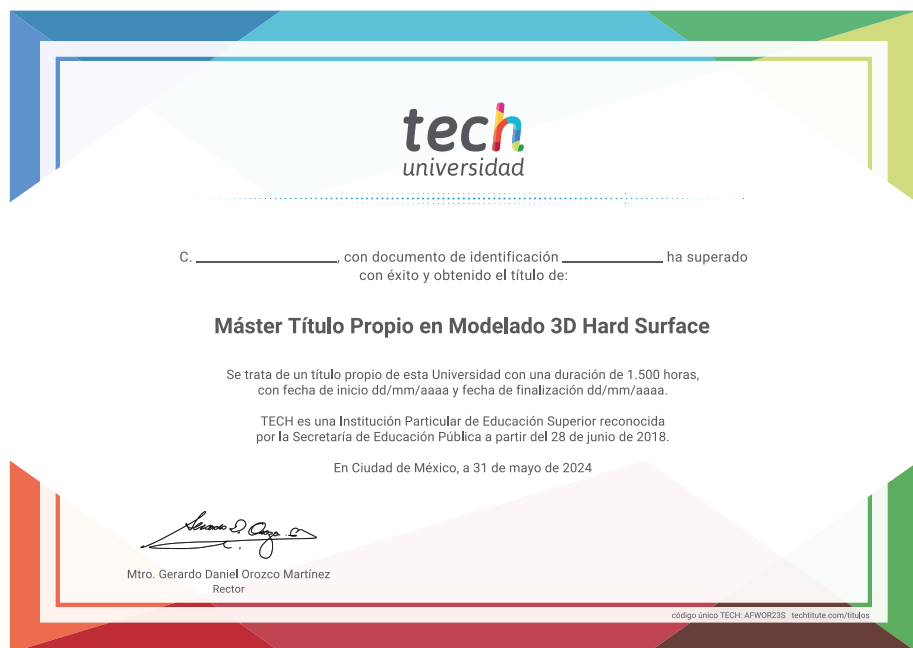 tech
universidad
C. ____________________, con documento de identificación ______________ ha superado
con éxito y obtenido el título de:
Máster Título Propio en Modelado 3D Hard Surface
Se trata de un título propio de esta Universidad con una duración de 1.500 horas,
con fecha de inicio dd/mm/aaaa y fecha de finalización dd/mm/aaaa.
TECH es una Institución Particular de Educación Superior reconocida
por la Secretaría de Educación Pública a partir del 28 de junio de 2018.
En Ciudad de México, a 31 de mayo de 2024
Mtro. Gerardo Daniel Orozco Martínez
Rector
código único TECH: AFWOR23S techtitute.com/titulos